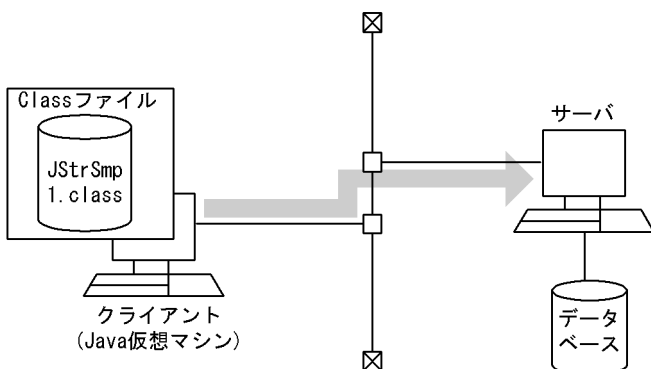 Classファイル
JStrSmp
1.class
クライアント
(Java仮想マシン)
サーバ
データ
ベース